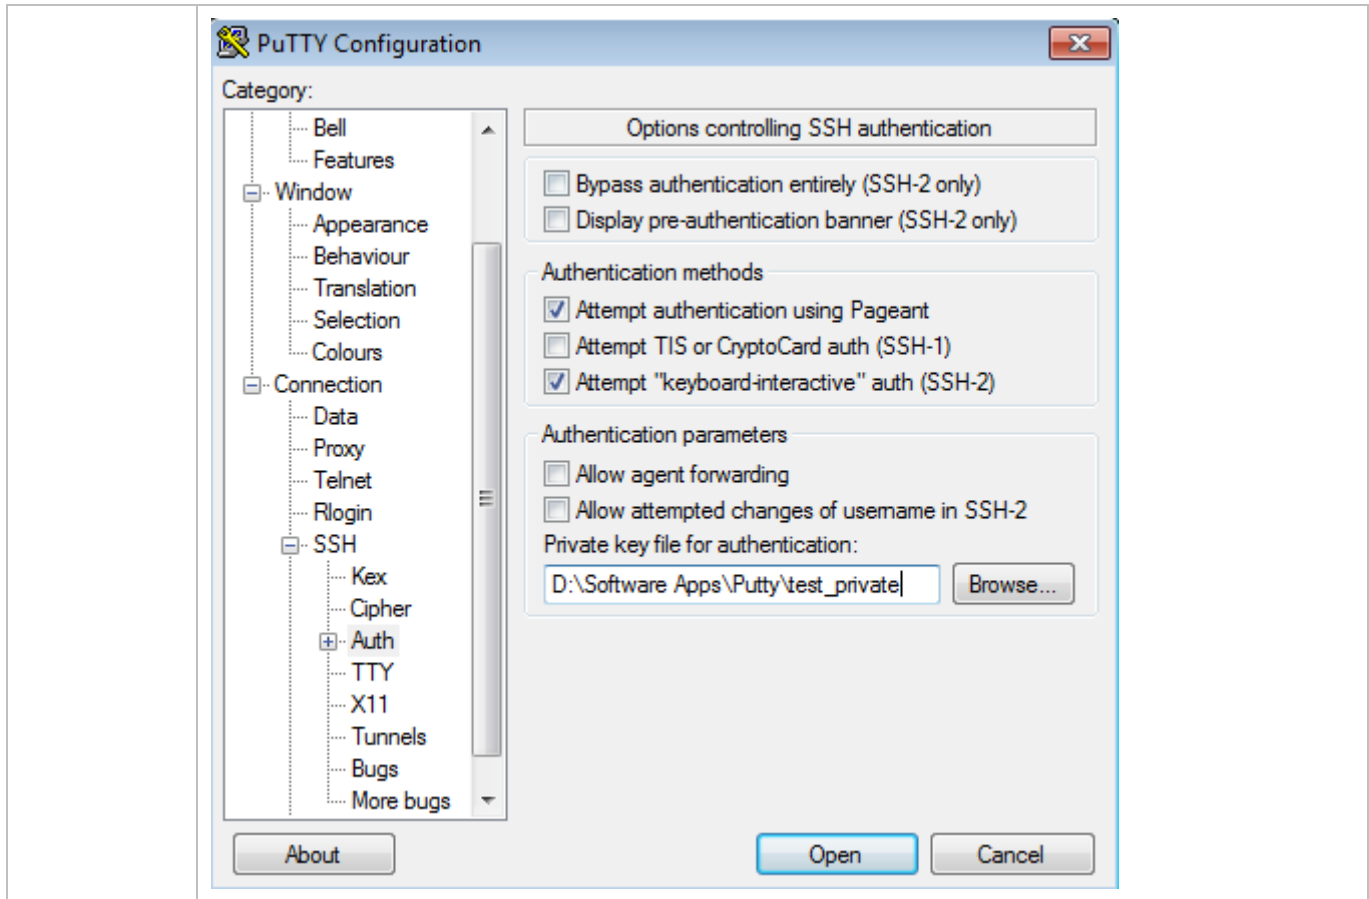 PuTTY Configuration
Category:
Bell
Features
Window
Appearance
Behaviour
Translation
Selection
Colours
Connection
Data
Proxy
Telnet
Rlogin
SSH
Kex
Cipher
Auth
TTY
X11
Tunnels
Bugs
More bugs
Options controlling SSH authentication
Bypass authentication entirely (SSH-2 only)
Display pre-authentication banner (SSH-2 only)
Authentication methods
Attempt authentication using Pageant
Attempt TIS or CryptoCard auth (SSH-1)
Attempt "keyboard-interactive" auth (SSH-2)
Authentication parameters
Allow agent forwarding
Allow attempted changes of username in SSH-2
Private key file for authentication:
D:\Software Apps\Putty\test_private Browse...
About Open Cancel